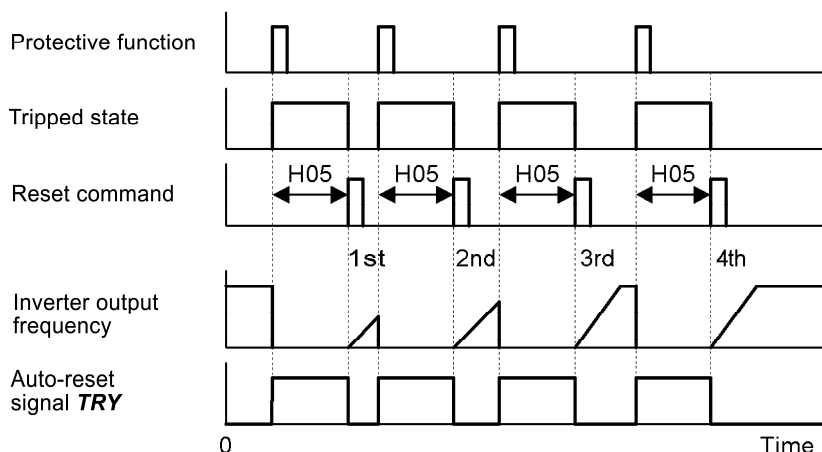 Protective function
Tripped state
H05 H05 H05 H05
Reset command
1st 2nd 3rd 4th
Inverter output
frequency
Auto-reset
signal TRY
0 Time